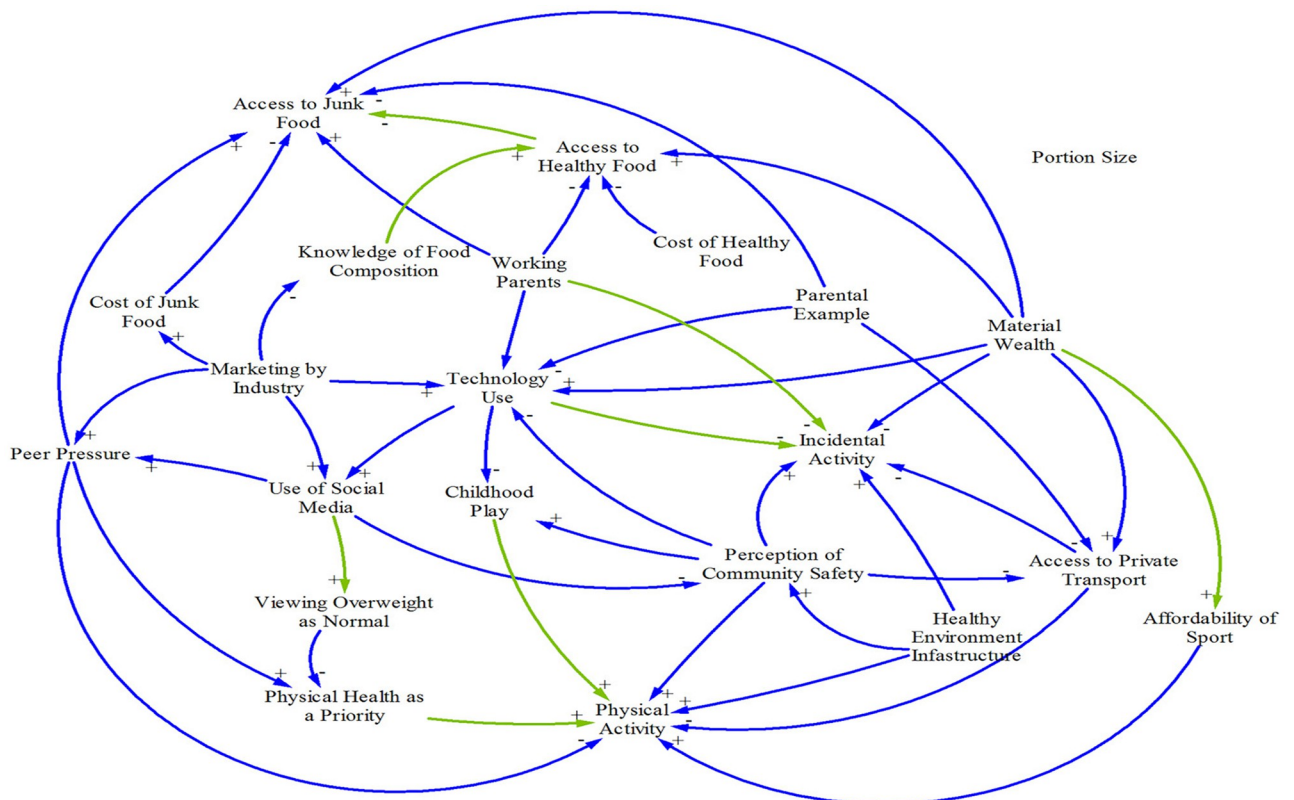 Access to Junk
Food
Access to
Healthy Food
Portion Size
Knowledge of Food
Composition
Working
Parents
Cost of Healthy
Food
Cost of Junk
Food
Parental
Example
Material
Wealth
Marketing by
Industry
Technology
Use
Incidental
Activity
Peer Pressure
Use of Social
Media
Childhood
Play
Perception of
Community Safety
Access to Private
Transport
Viewing Overweight
as Normal
Healthy
Environment
Infastructure
Affordability of
Sport
Physical Health as
a Priority
Physical
Activity